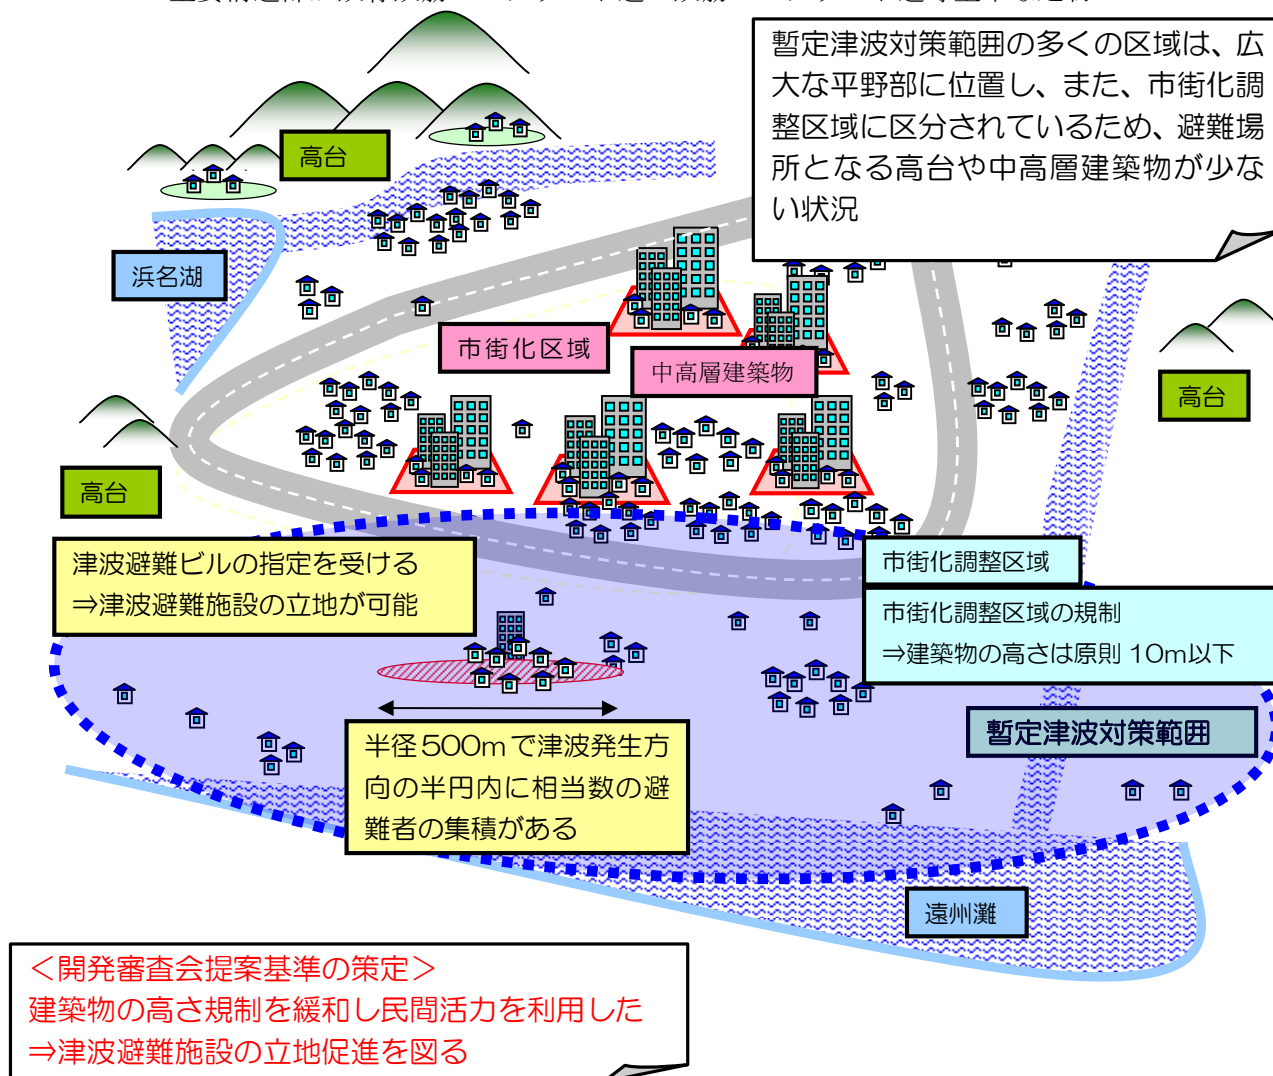 暫定津波対策範囲の多くの区域は、広
大な平野部に位置し、また、市街化調
整区域に区分されているため、避難場
所となる高台や中高層建築物が少な
い状況
高台
浜名湖
市街化区域
中高層建築物
高台
高台
津波避難ビルの指定を受ける
⇒津波避難施設の立地が可能
市街化調整区域
市街化調整区域の規制
⇒建築物の高さは原則 10m以下
暫定津波対策範囲
半径500mで津波発生方
向の半円内に相当数の避
難者の集積がある
遠州灘
＜開発審査会提案基準の策定＞
建築物の高さ規制を緩和し民間活力を利用した
⇒津波避難施設の立地促進を図る